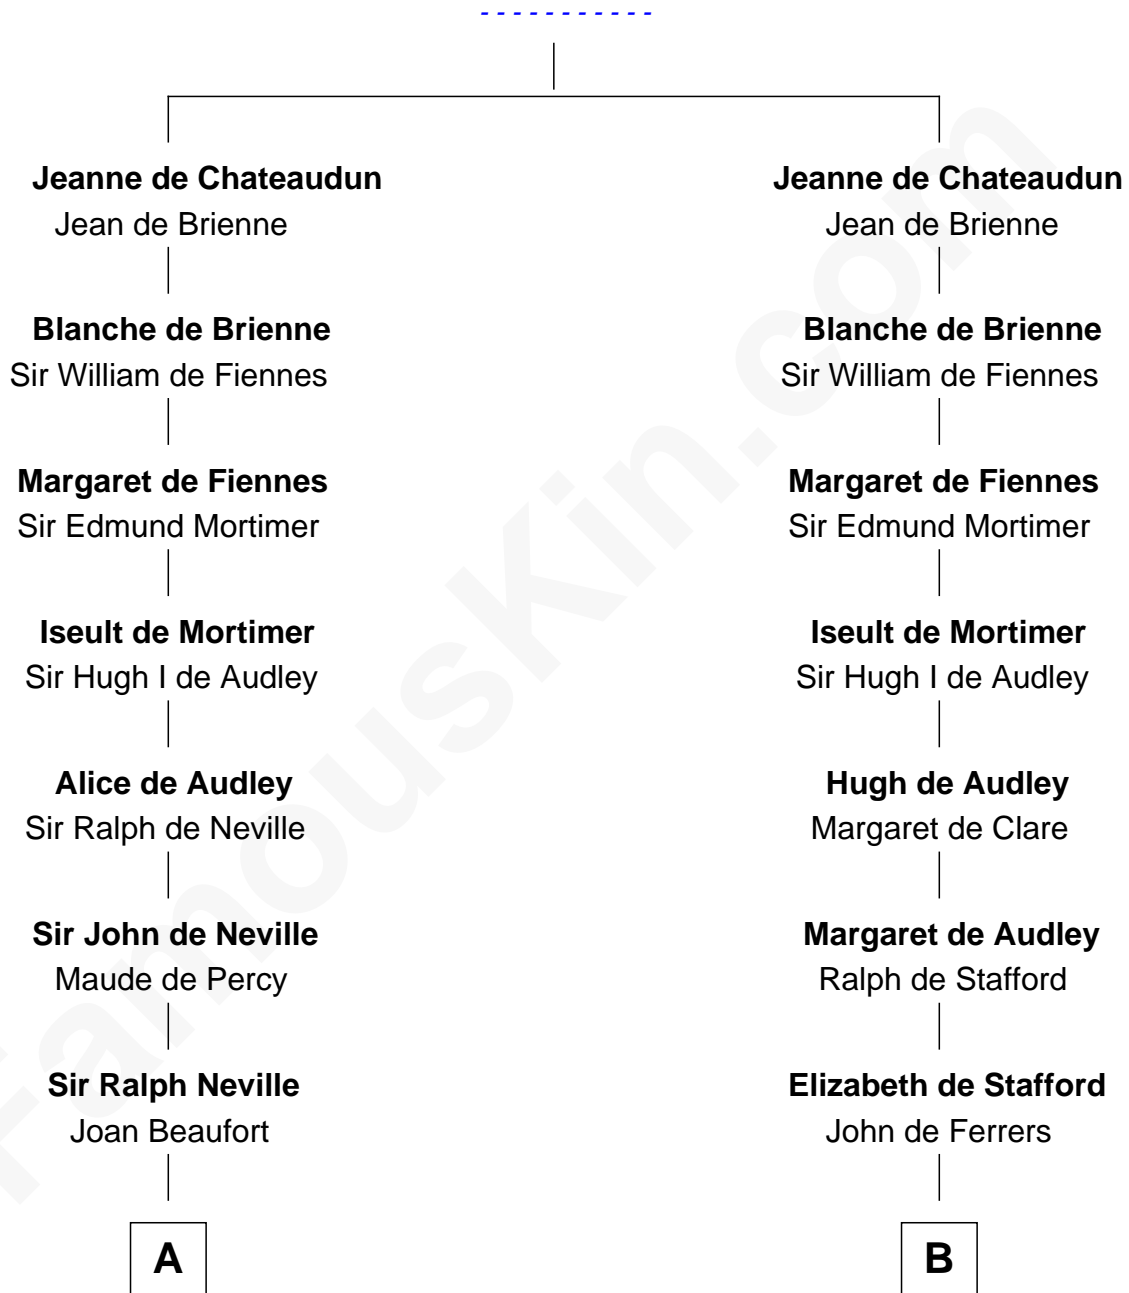 - - - - - - - - - - -
Jeanne de Chateaudun
Jean de Brienne
Blanche de Brienne
Sir William de Fiennes
Margaret de Fiennes
Sir Edmund Mortimer
Iseult de Mortimer
Sir Hugh I de Audley
Alice de Audley
Sir Ralph de Neville
Sir John de Neville
Maude de Percy
Sir Ralph Neville
Joan Beaufort
A
Jeanne de Chateaudun
Jean de Brienne
Blanche de Brienne
Sir William de Fiennes
Margaret de Fiennes
Sir Edmund Mortimer
Iseult de Mortimer
Sir Hugh I de Audley
Hugh de Audley
Margaret de Clare
Margaret de Audley
Ralph de Stafford
Elizabeth de Stafford
John de Ferrers
B
FamousKin.com